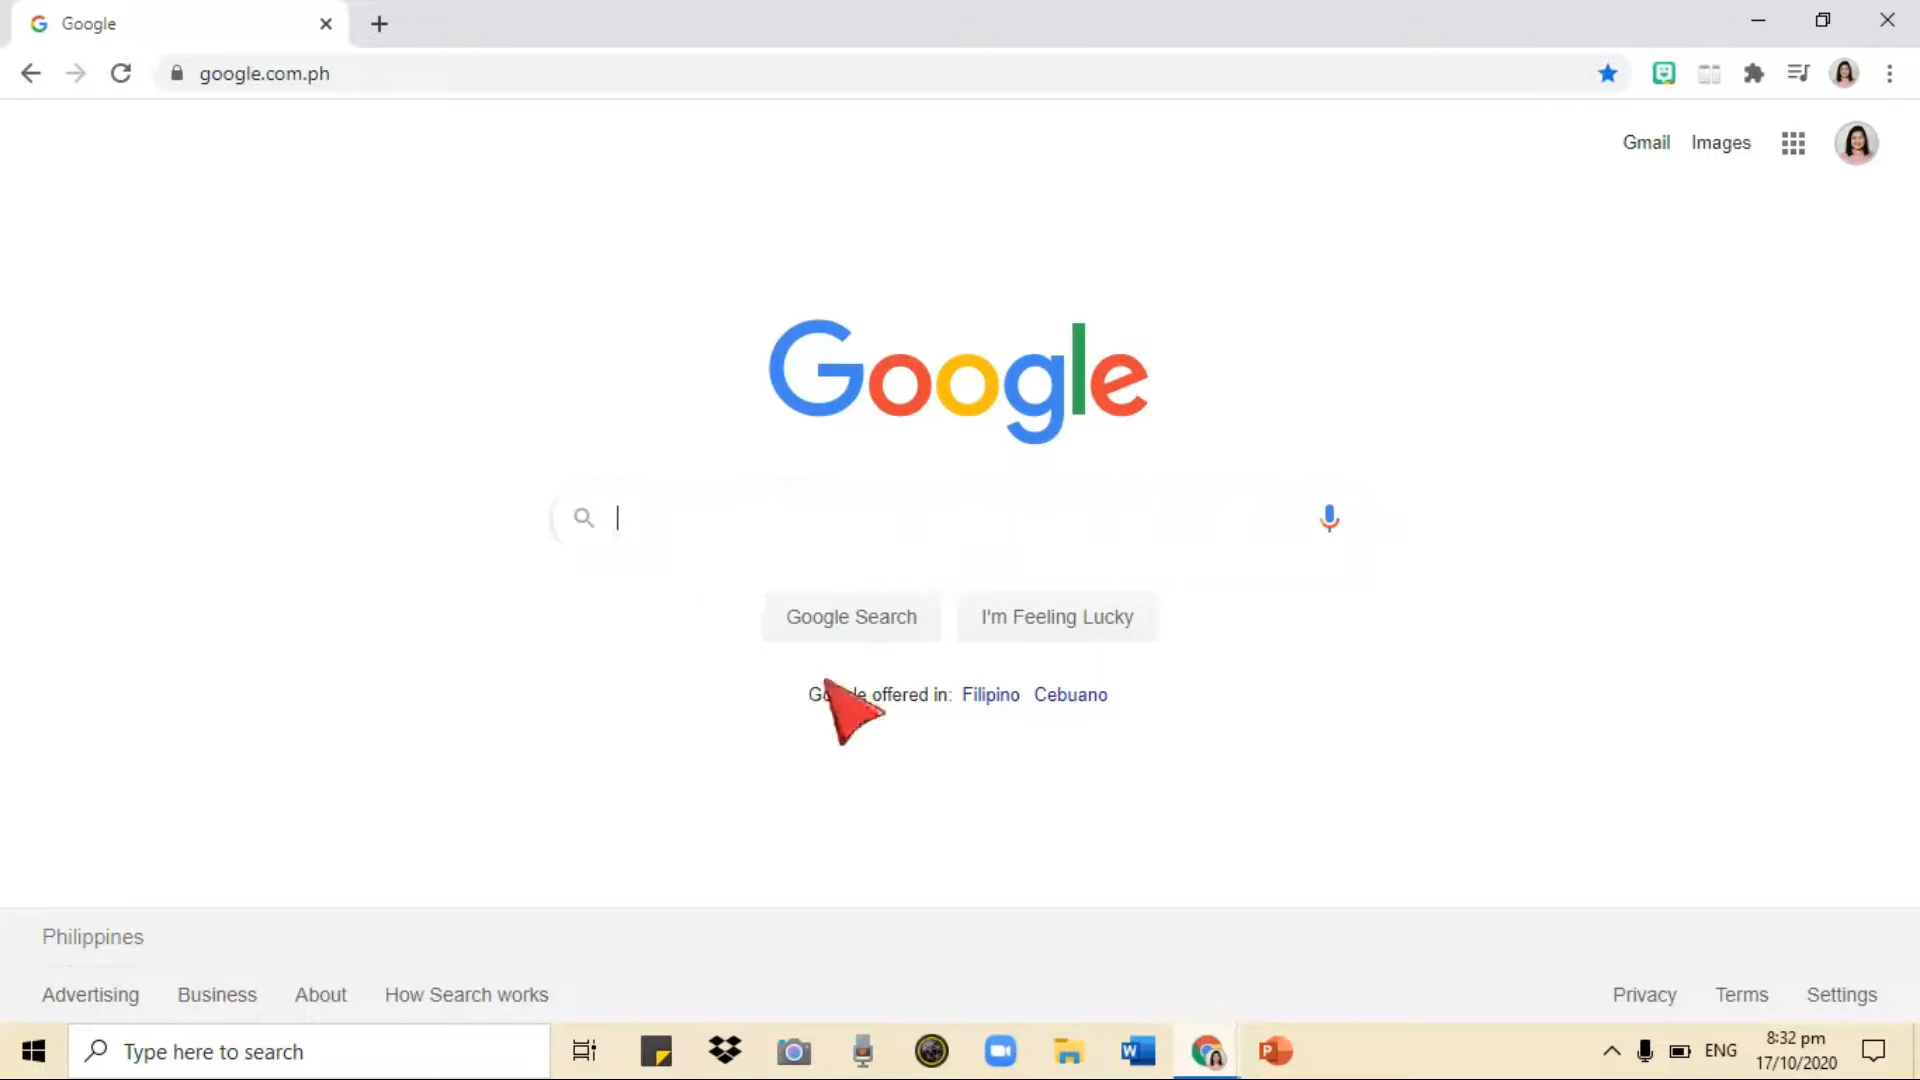 Google
google.com.ph
Gmail Images
Google
Google Search I'm Feeling Lucky
offered in: Filipino Cebuano
Philippines
Advertising Business About How Search works
Privacy Terms Settings
Type here to search
ENG
8:32 pm
17/10/2020